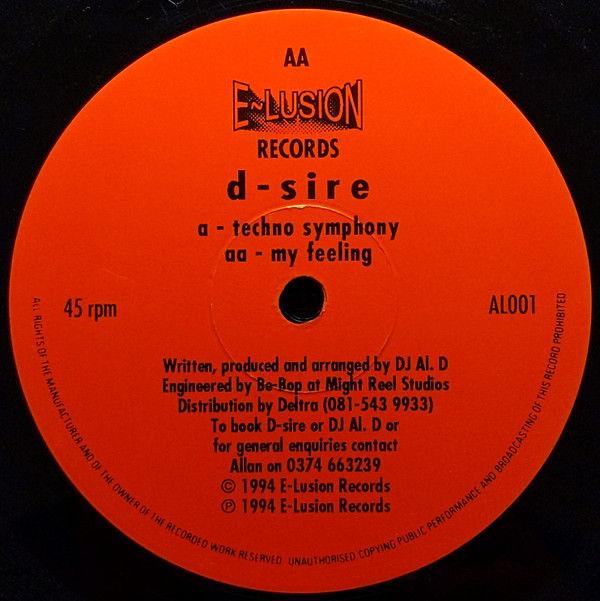 AA
E~LUSION
RECORDS
d-sire
a - techno symphony
aa - my feeling
45 rpm
AL001
Written, produced and arranged by DJ Al. D
Engineered by Be-Bop at Might Reel Studios
Distribution by Deltra (081-543 9933)
To book D-sire or DJ Al. D or
for general enquiries contact
Allan on 0374 663239
© 1994 E-Lusion Records
℗ 1994 E-Lusion Records
ALL RIGHTS OF THE MANUFACTURER AND OF THE OWNER OF THE RECORDED WORK RESERVED. UNAUTHORISED COPYING PUBLIC PERFORMANCE AND BROADCASTING OF THIS RECORD PROHIBITED